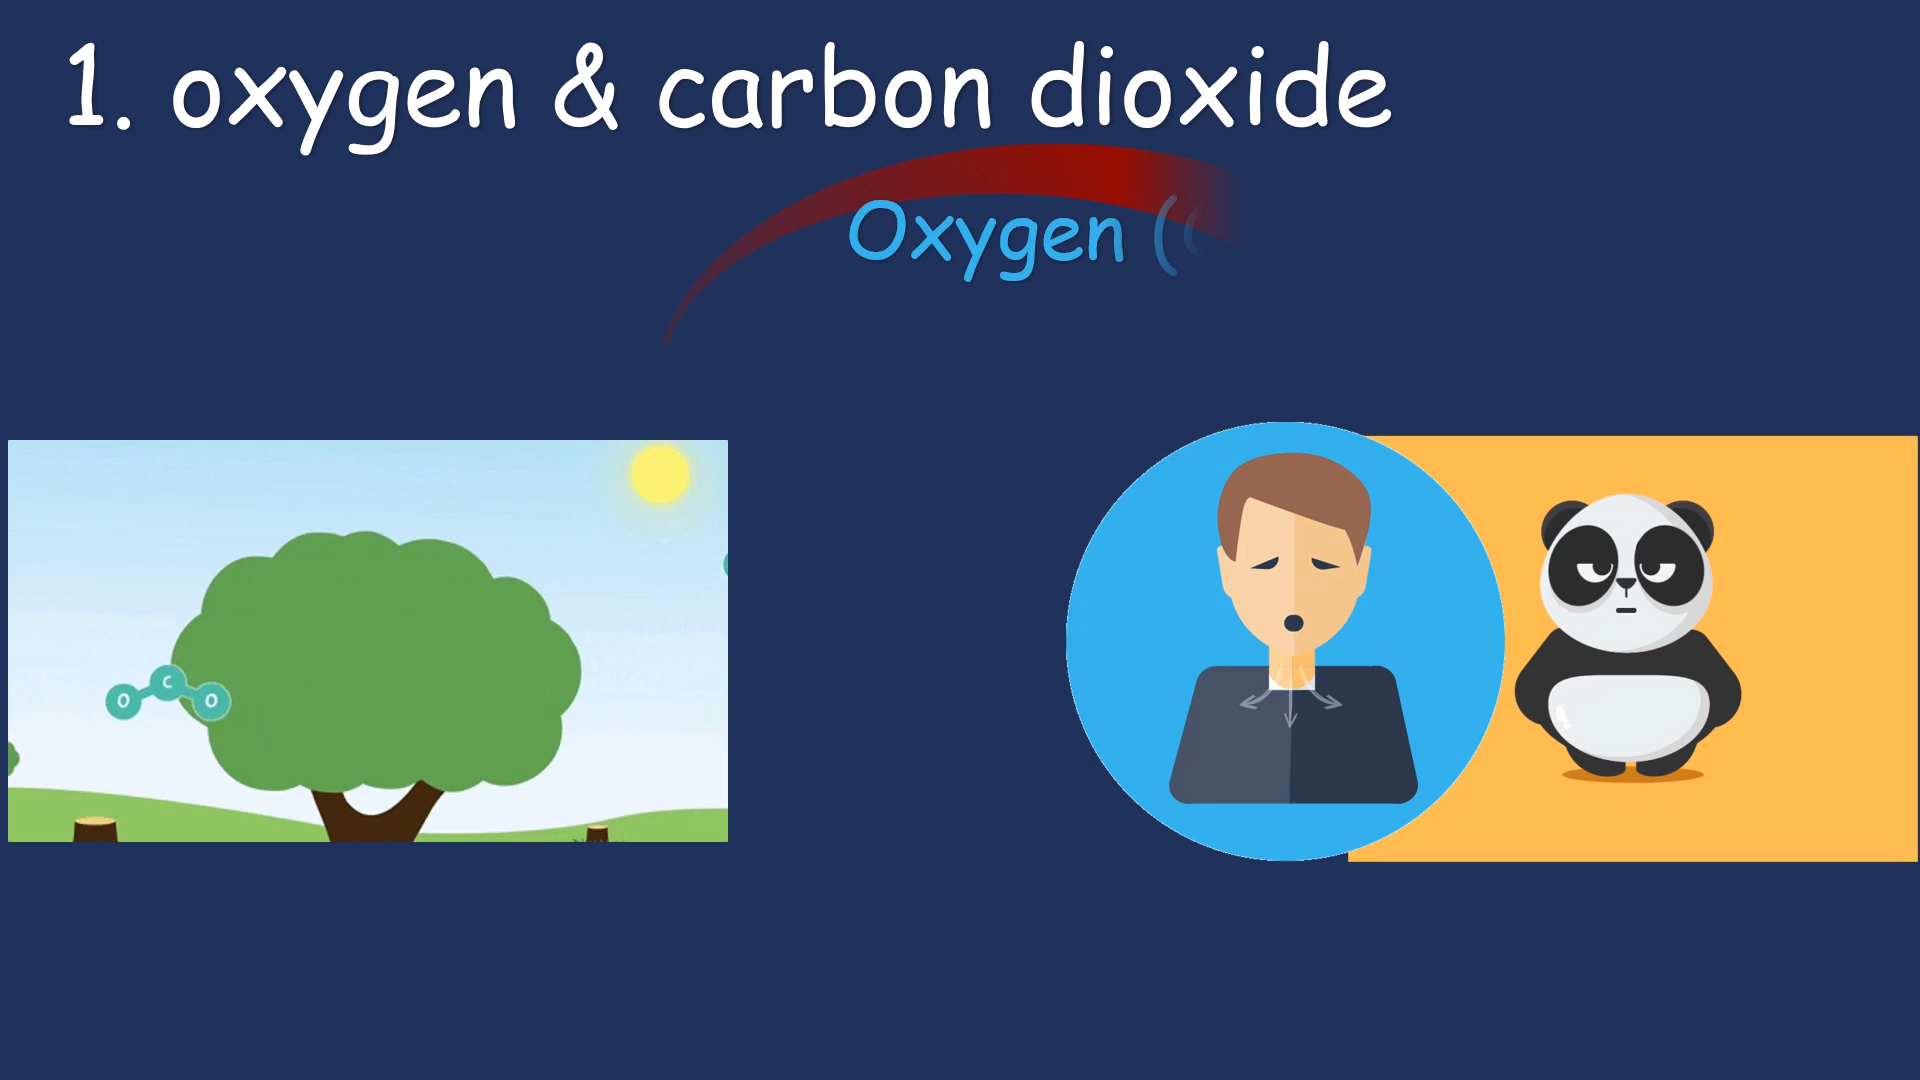 1. oxygen & carbon dioxide
Oxygen (
O C O